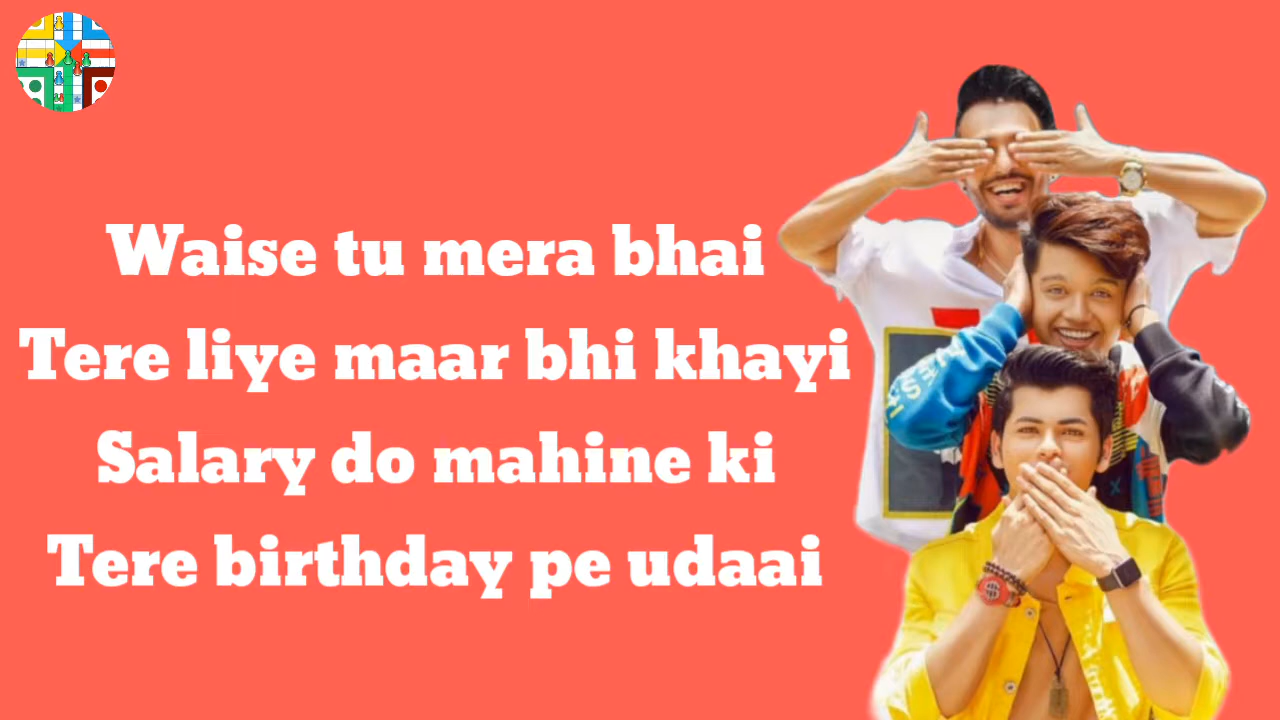 Waise tu mera bhai
Tere liye maar bhi khayi
Salary do mahine ki
Tere birthday pe udaai